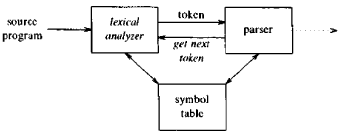 source
program
lexical
analyzer
token
get next
token
parser
symbol
table